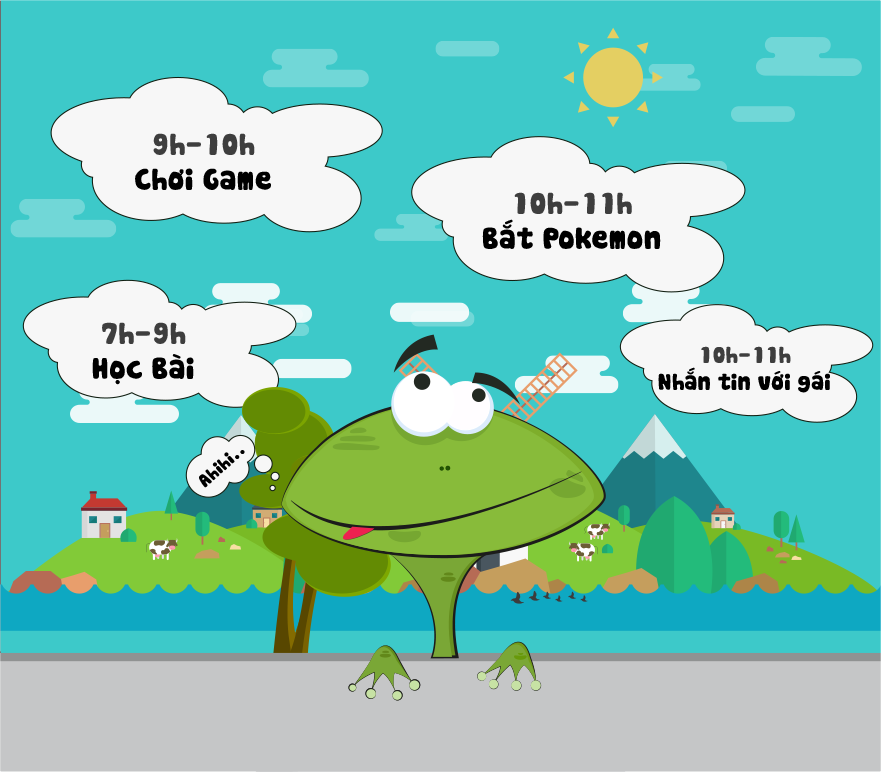 9h-10h
Chơi Game
10h-11h
Bắt Pokemon
7h-9h
Học Bài
10h-11h
Nhắn tin với gái
Ahihi..